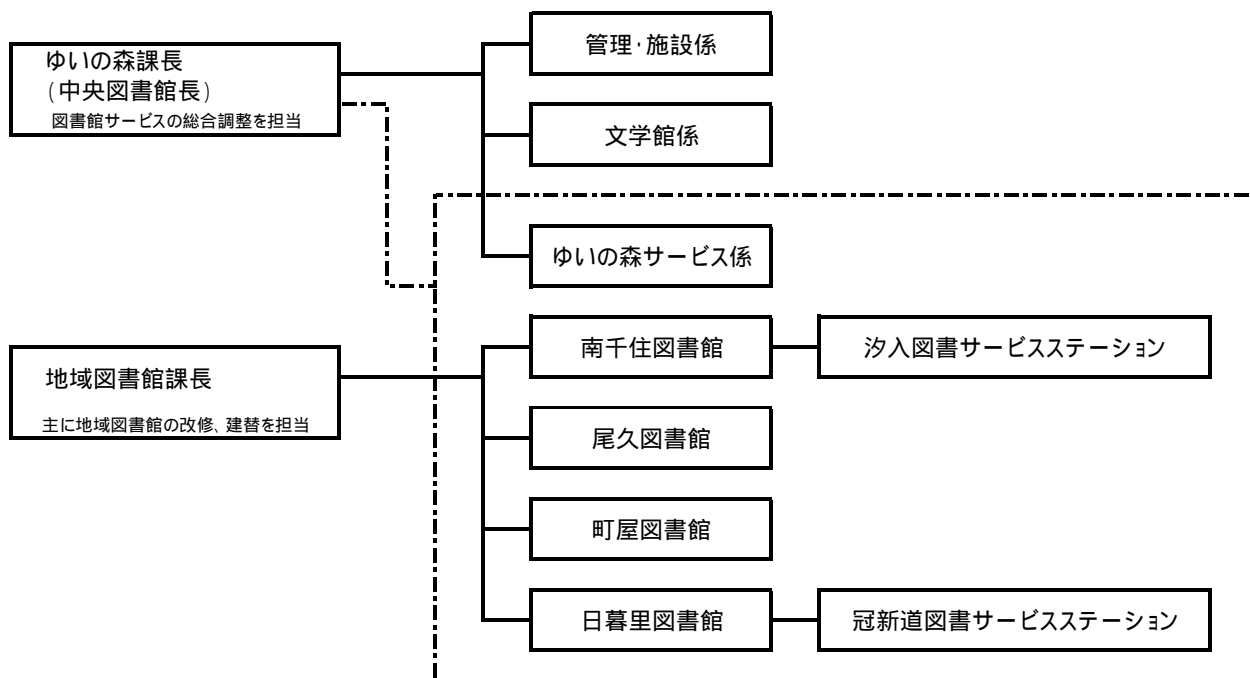 ゆいの森課長
(中央図書館長)
図書館サービスの総合調整を担当
管理・施設係
文学館係
ゆいの森サービス係
地域図書館課長
主に地域図書館の改修、建替を担当
南千住図書館
汐入図書サービスステーション
尾久図書館
町屋図書館
日暮里図書館
冠新道図書サービスステーション